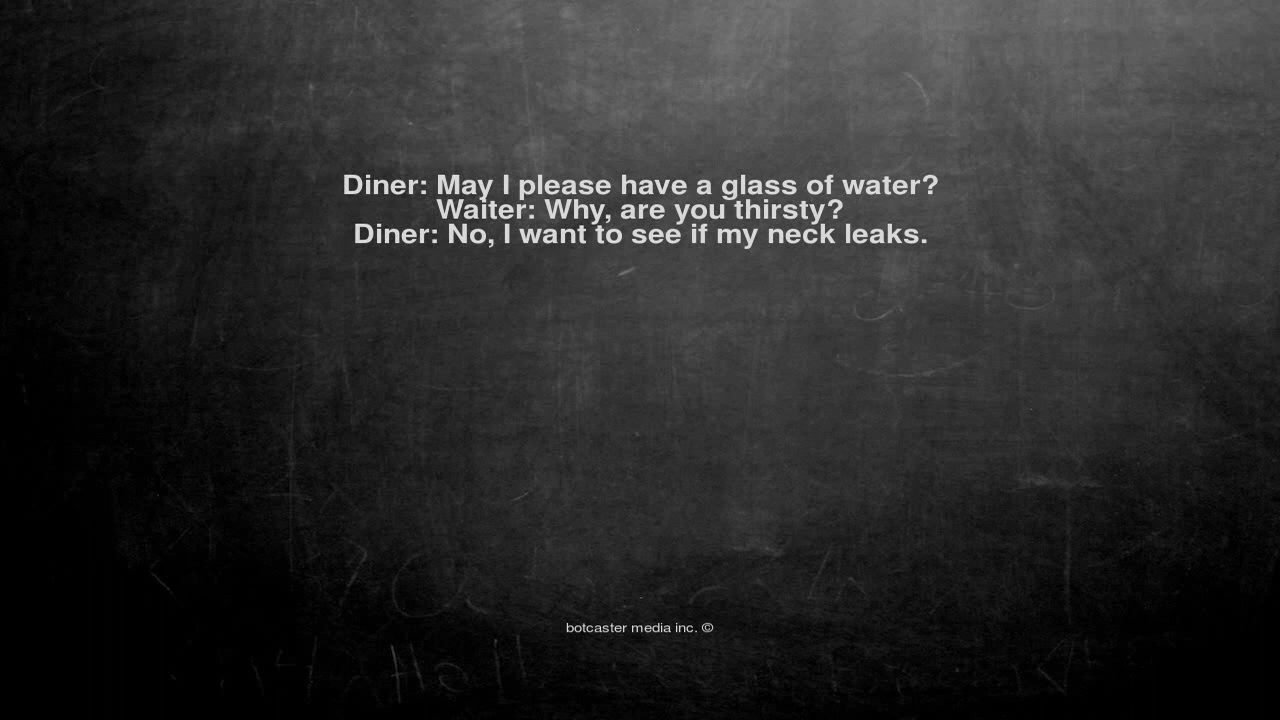 Diner: May I please have a glass of water?
Waiter: Why, are you thirsty?
Diner: No, I want to see if my neck leaks.
botcaster media inc. ©